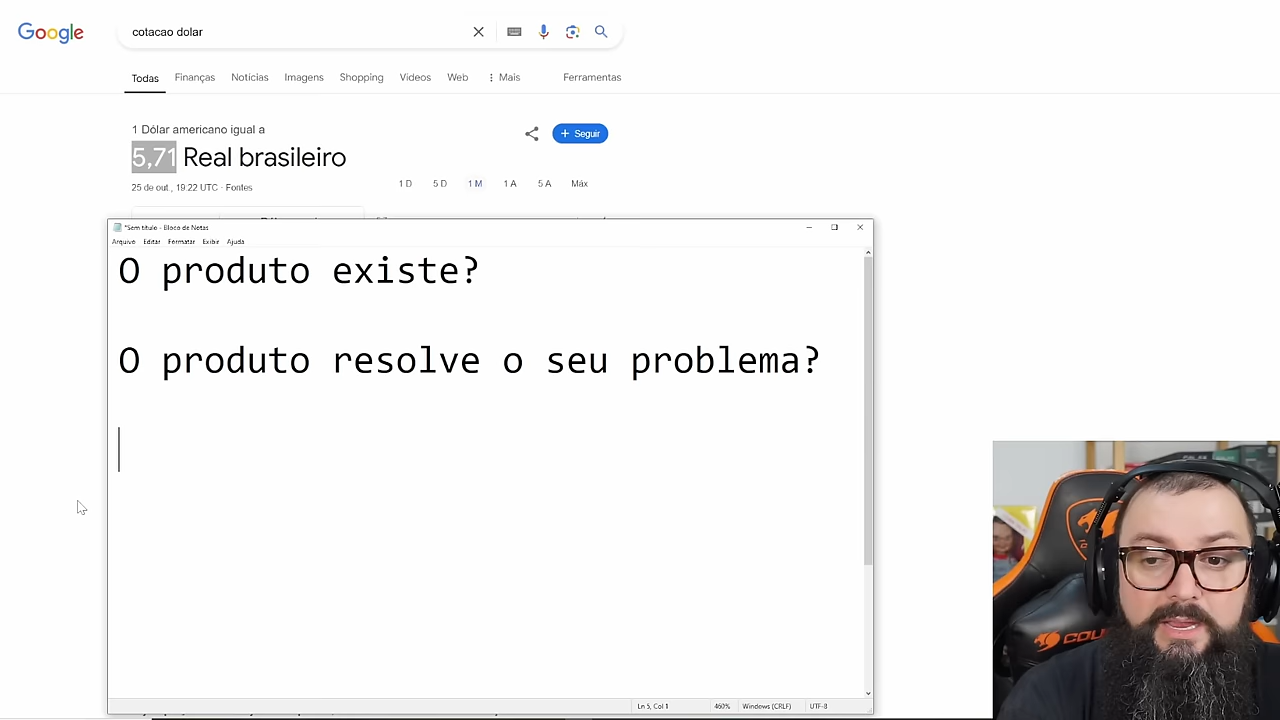 Google
cotacao dolar
Todas
Finanças
Notícias
Imagens
Shopping
Vídeos
Web
Mais
Ferramentas
1 Dólar americano igual a
5,71 Real brasileiro
Seguir
25 de out., 19:22 UTC · Fontes
1 D
5 D
1 M
1 A
5 A
Máx
*Sem título - Bloco de Notas
Arquivo
Editar
Formatar
Exibir
Ajuda
O produto existe?
O produto resolve o seu problema?
Ln 5, Col 1
460%
Windows (CRLF)
UTF-8